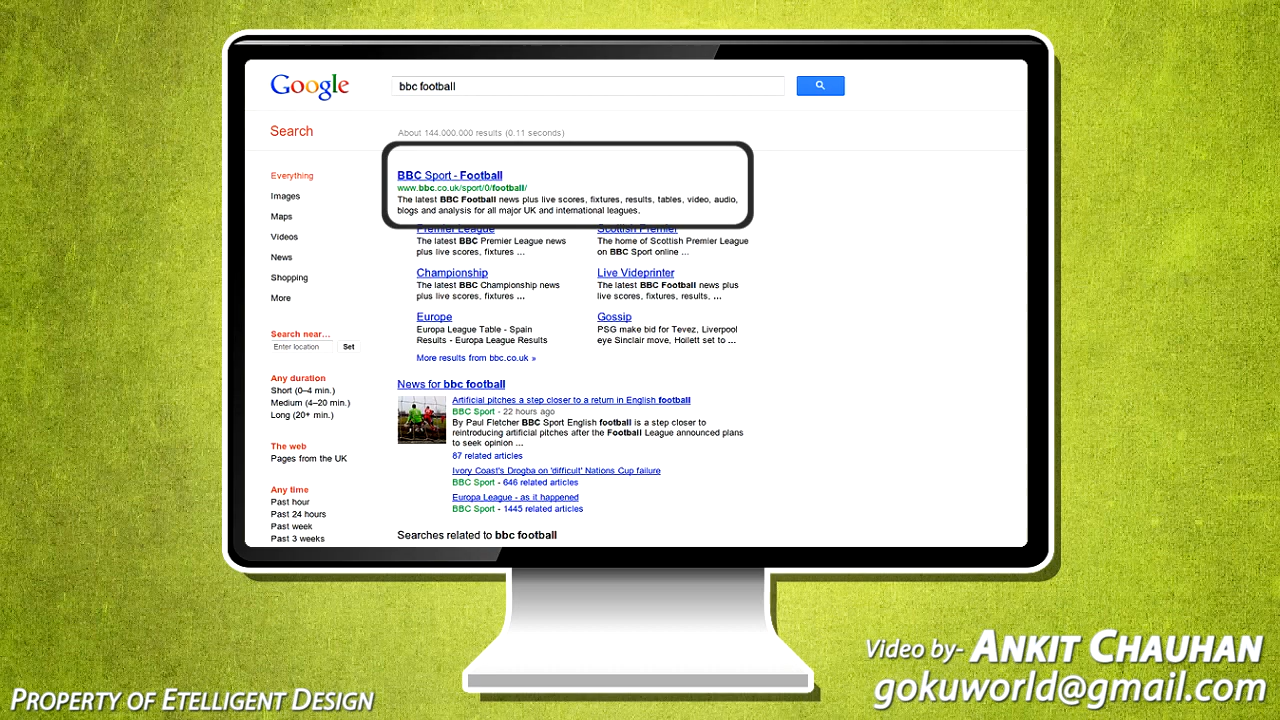 Google
bbc football
Search
About 144.000.000 results (0.11 seconds)
Everything
Images
Maps
Videos
News
Shopping
More
Search near...
Enter location Set
Any duration
Short (0–4 min.)
Medium (4–20 min.)
Long (20+ min.)
The web
Pages from the UK
Any time
Past hour
Past 24 hours
Past week
Past 3 weeks
BBC Sport - Football
www.bbc.co.uk/sport/0/football/
The latest BBC Football news plus live scores, fixtures, results, tables, video, audio,
blogs and analysis for all major UK and international leagues.
Premier League
The latest BBC Premier League news
plus live scores, fixtures ...
Scottish Premier
The home of Scottish Premier League
on BBC Sport online ...
Championship
The latest BBC Championship news
plus live scores, fixtures ...
Live Videprinter
The latest BBC Football news plus
live scores, fixtures, results, ...
Europe
Europa League Table - Spain
Results - Europa League Results
Gossip
PSG make bid for Tevez, Liverpool
eye Sinclair move, Hoilett set to ...
More results from bbc.co.uk »
News for bbc football
Artificial pitches a step closer to a return in English football
BBC Sport - 22 hours ago
By Paul Fletcher BBC Sport English football is a step closer to
reintroducing artificial pitches after the Football League announced plans
to seek opinion ...
87 related articles
Ivory Coast's Drogba on 'difficult' Nations Cup failure
BBC Sport - 646 related articles
Europa League - as it happened
BBC Sport - 1445 related articles
Searches related to bbc football
Property of Etelligent Design
Video by- Ankit Chauhan
gokuworld@gmail.com